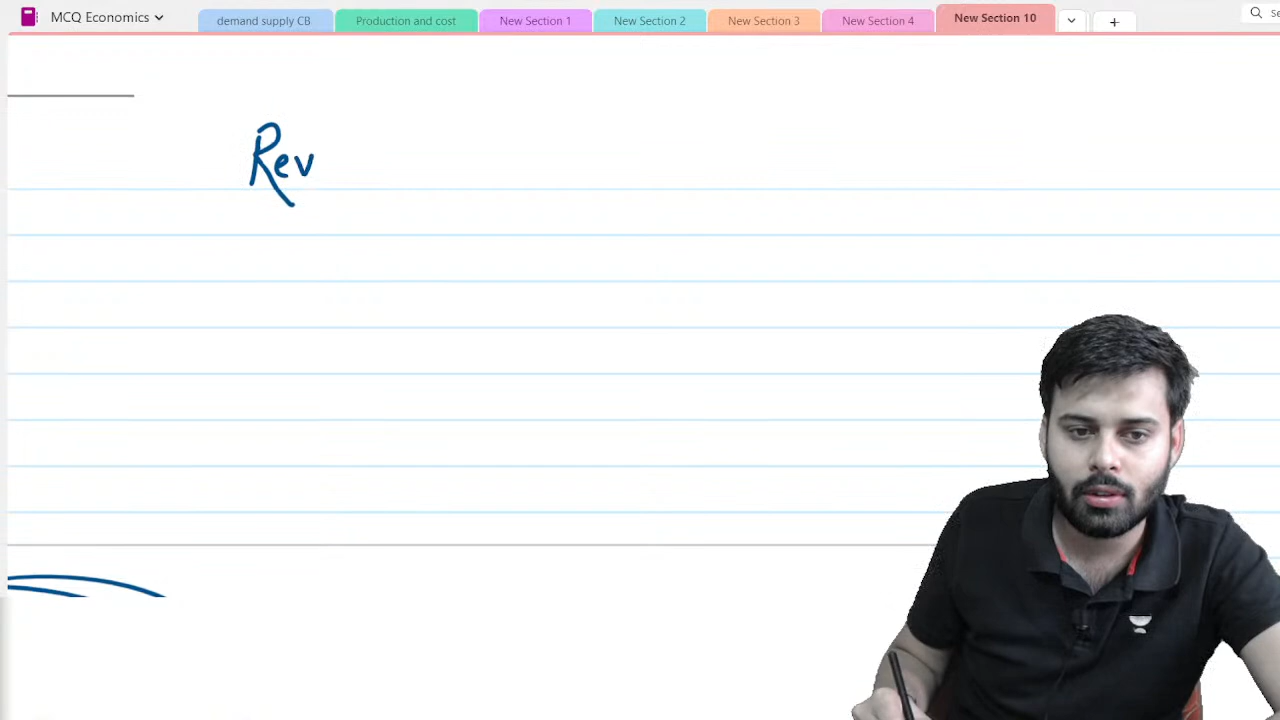 MCQ Economics
demand supply CB
Production and cost
New Section 1
New Section 2
New Section 3
New Section 4
New Section 10
Rev